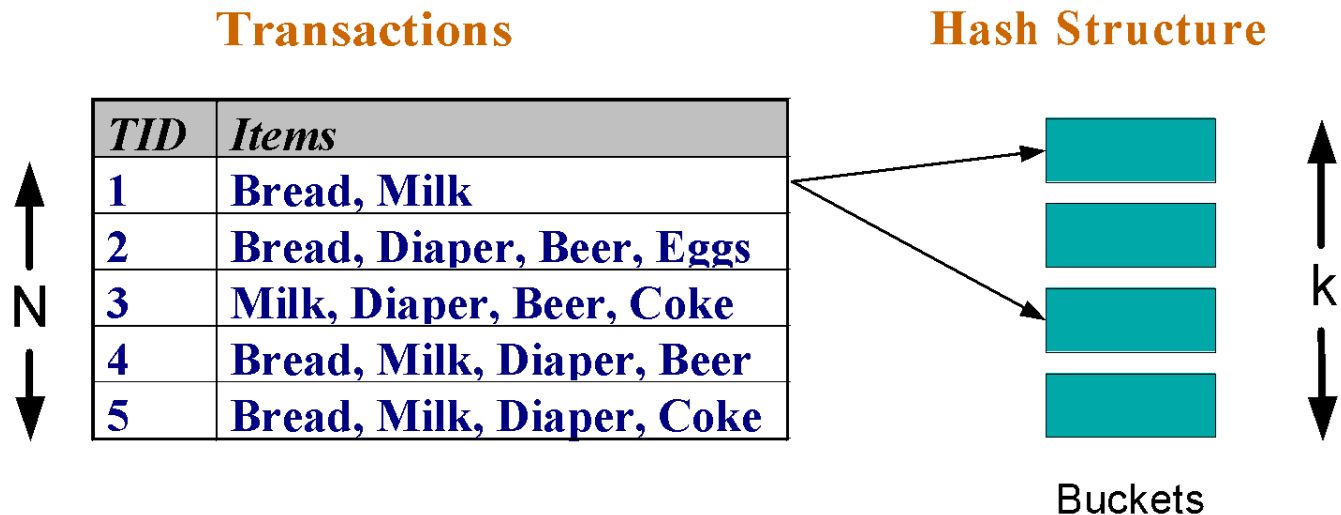 Transactions
Hash Structure
TID Items
1 Bread, Milk
2 Bread, Diaper, Beer, Eggs
3 Milk, Diaper, Beer, Coke
4 Bread, Milk, Diaper, Beer
5 Bread, Milk, Diaper, Coke
N
k
Buckets